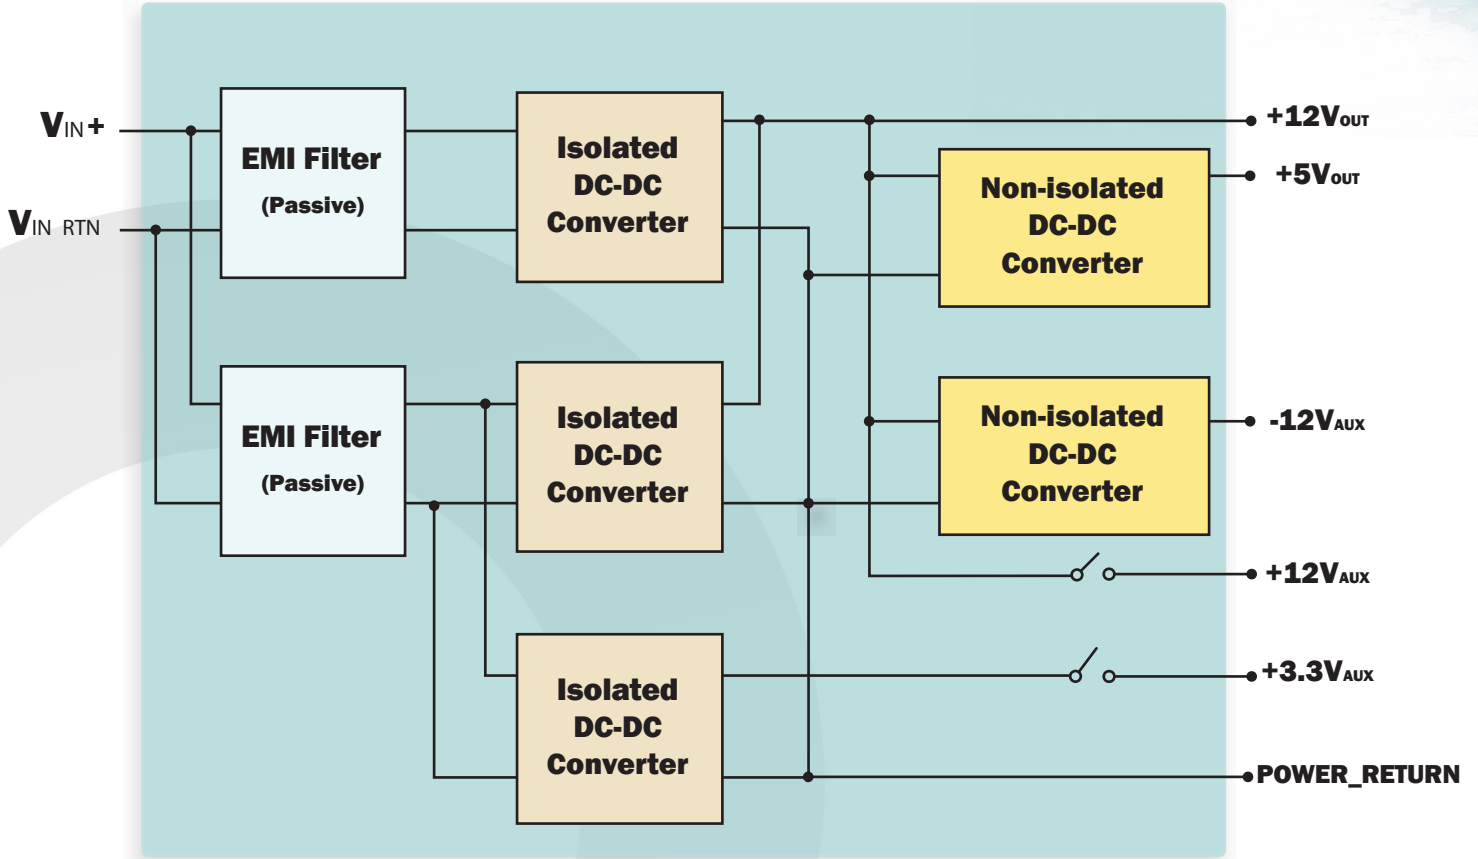 VIN+
VIN RTN
EMI Filter
(Passive)
Isolated
DC-DC
Converter
+12VOUT
+5VOUT
Non-isolated
DC-DC
Converter
EMI Filter
(Passive)
Isolated
DC-DC
Converter
Non-isolated
DC-DC
Converter
-12VAUX
+12VAUX
Isolated
DC-DC
Converter
+3.3VAUX
POWER_RETURN